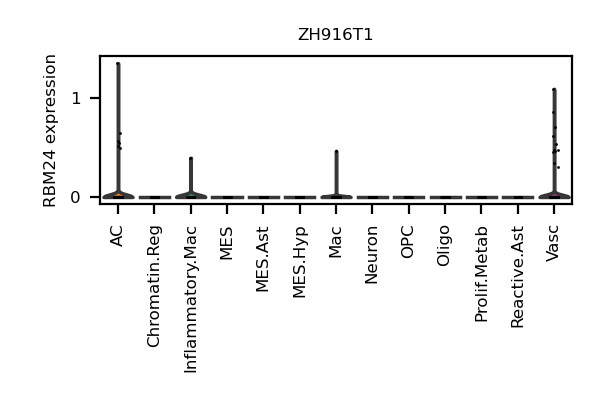 ZH916T1
RBM24 expression
1
0
AC
Chromatin.Reg
Inflammatory.Mac
MES
MES.Ast
MES.Hyp
Mac
Neuron
OPC
Oligo
Prolif.Metab
Reactive.Ast
Vasc